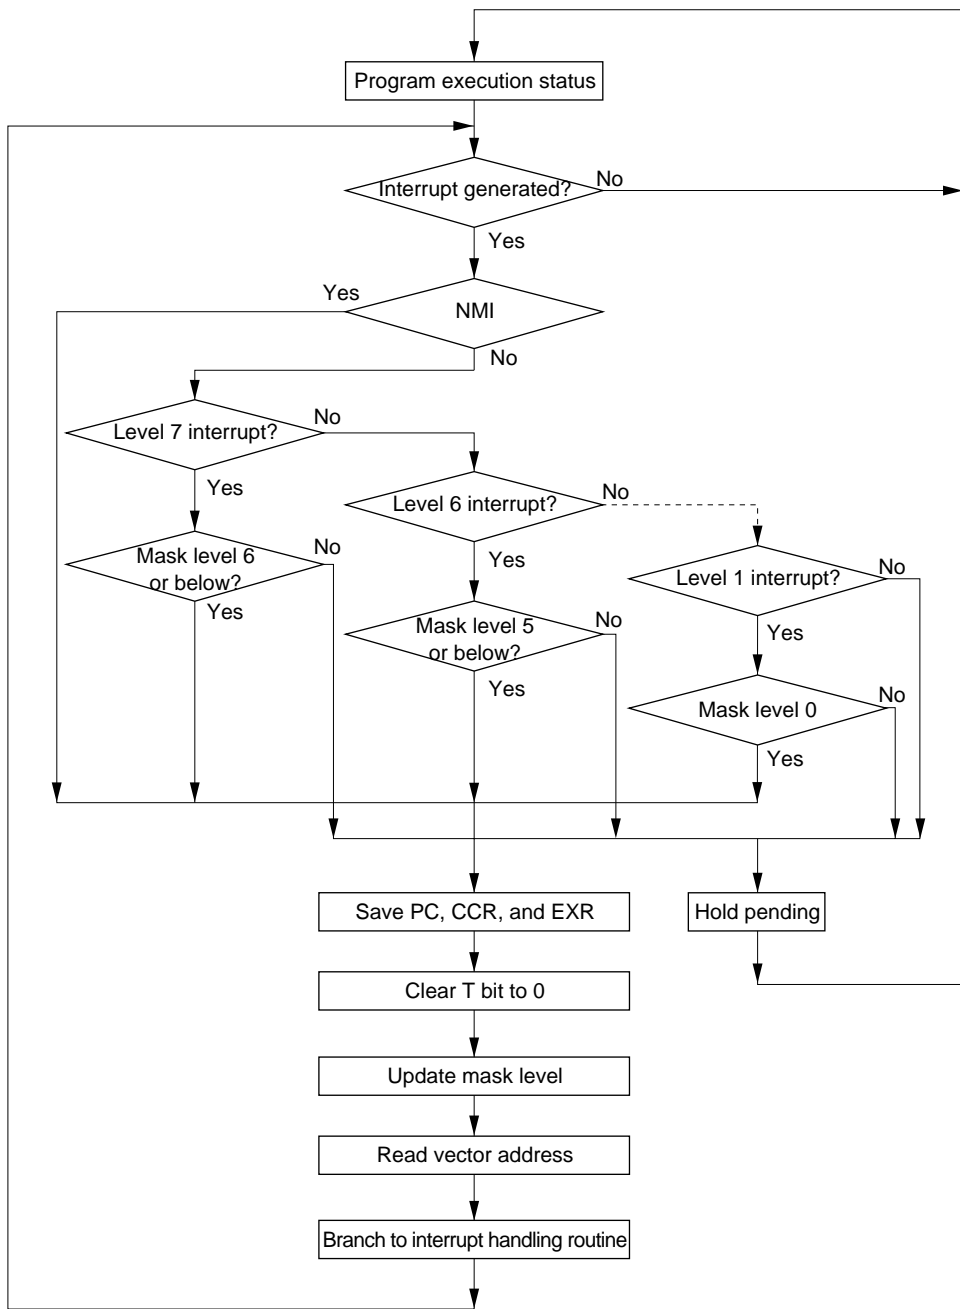 Program execution status
Interrupt generated?
No
Yes
Yes
NMI
No
Level 7 interrupt?
No
Yes
Level 6 interrupt?
No
Mask level 6
or below?
No
Yes
Level 1 interrupt?
No
Yes
Mask level 5
or below?
No
Yes
Yes
Mask level 0
No
Yes
Save PC, CCR, and EXR
Hold pending
Clear T bit to 0
Update mask level
Read vector address
Branch to interrupt handling routine